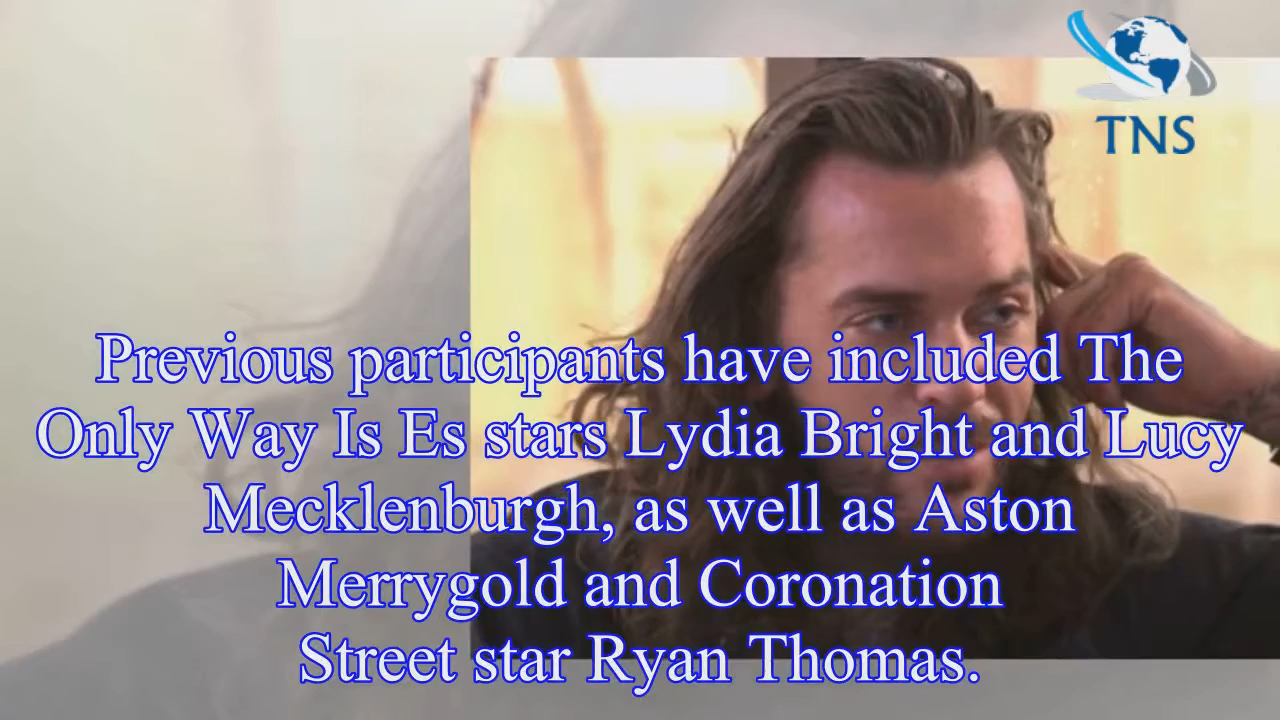 TNS
Previous participants have included The
Only Way Is Es stars Lydia Bright and Lucy
Mecklenburgh, as well as Aston
Merrygold and Coronation
Street star Ryan Thomas.